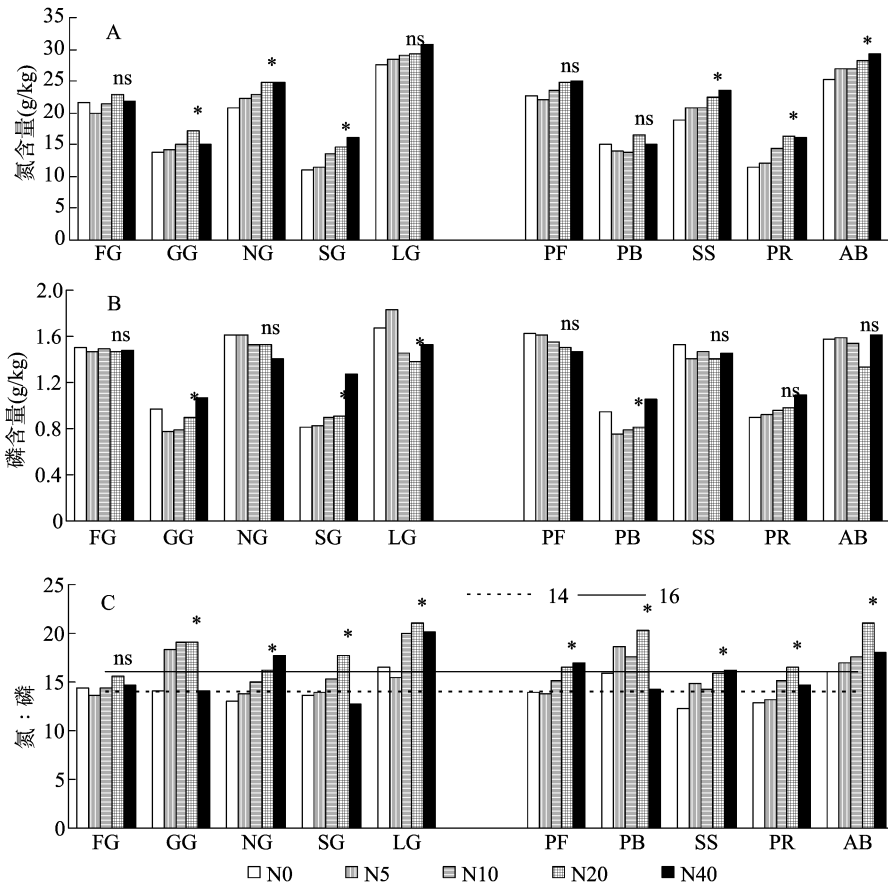 A
氮含量(g/kg)
35
30
25
20
15
10
5
0
ns
*
*
*
ns
ns
ns
*
*
*
FG GG NG SG LG PF PB SS PR AB
B
磷含量(g/kg)
2.0
1.6
1.2
0.8
0.4
0
ns
*
ns
*
*
ns
*
ns
ns
ns
FG GG NG SG LG PF PB SS PR AB
C
14 16
氮：磷
25
20
15
10
5
0
ns
*
*
*
*
*
*
*
*
*
FG GG NG SG LG PF PB SS PR AB
N0 N5 N10 N20 N40